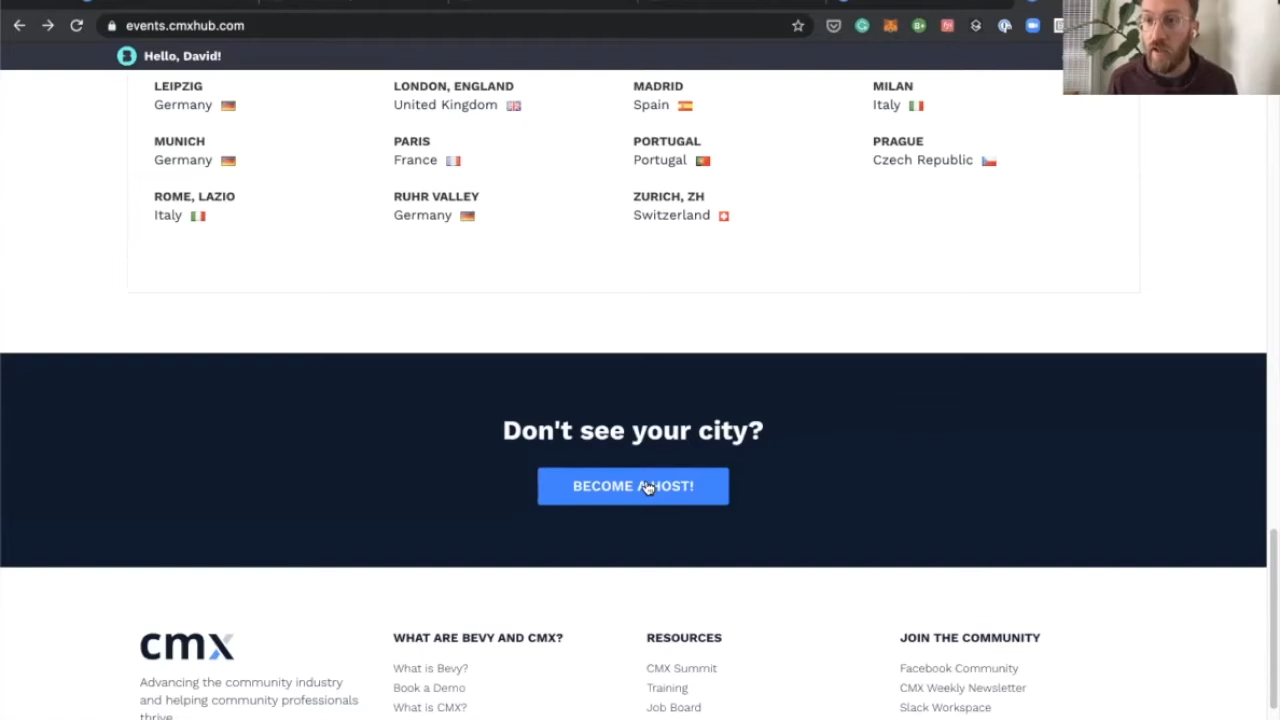 events.cmxhub.com
Hello, David!
LEIPZIG
Germany
LONDON, ENGLAND
United Kingdom
MADRID
Spain
MILAN
Italy
MUNICH
Germany
PARIS
France
PORTUGAL
Portugal
PRAGUE
Czech Republic
ROME, LAZIO
Italy
RUHR VALLEY
Germany
ZURICH, ZH
Switzerland
Don't see your city?
BECOME A HOST!
cmx
Advancing the community industry
and helping community professionals
thrive
WHAT ARE BEVY AND CMX?
What is Bevy?
Book a Demo
What is CMX?
RESOURCES
CMX Summit
Training
Job Board
JOIN THE COMMUNITY
Facebook Community
CMX Weekly Newsletter
Slack Workspace